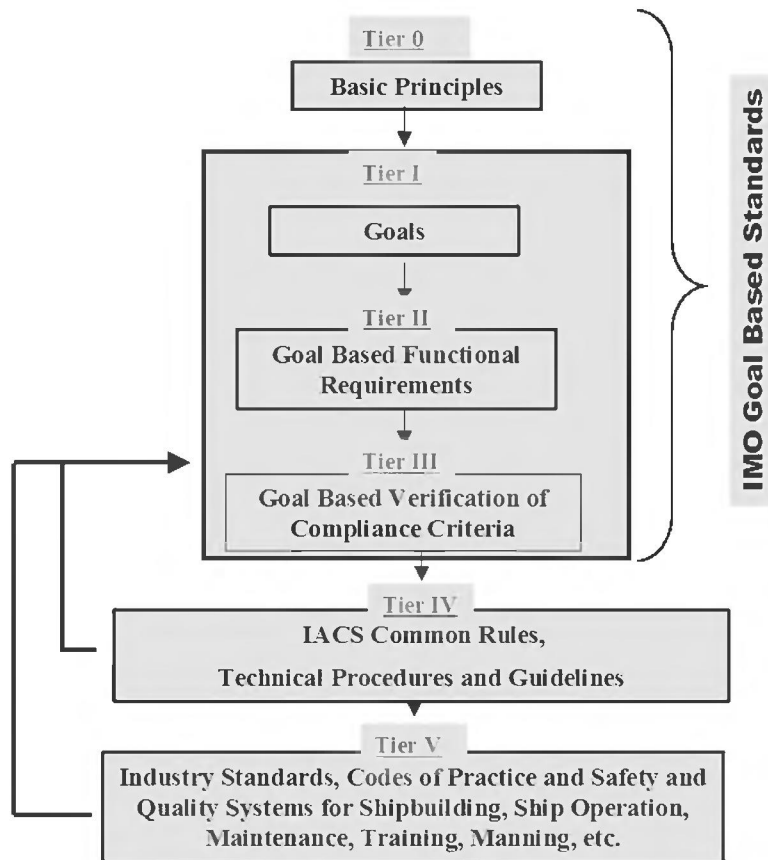 Tier 0
Basic Principles
Tier I
Goals
Tier II
Goal Based Functional
Requirements
Tier III
Goal Based Verification of
Compliance Criteria
IMO Goal Based Standards
Tier IV
IACS Common Rules,
Technical Procedures and Guidelines
Tier V
Industry Standards, Codes of Practice and Safety and
Quality Systems for Shipbuilding, Ship Operation,
Maintenance, Training, Manning, etc.